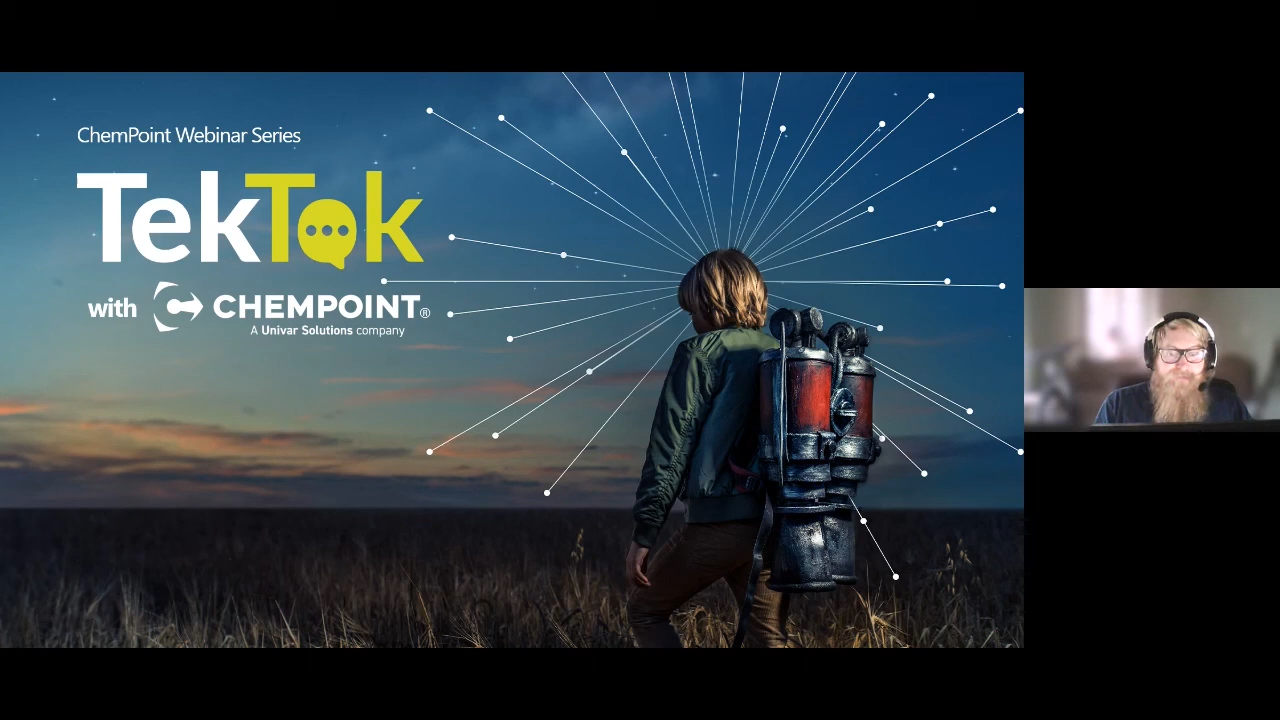 ChemPoint Webinar Series
TekTok
with CHEMPOINT®
A Univar Solutions company